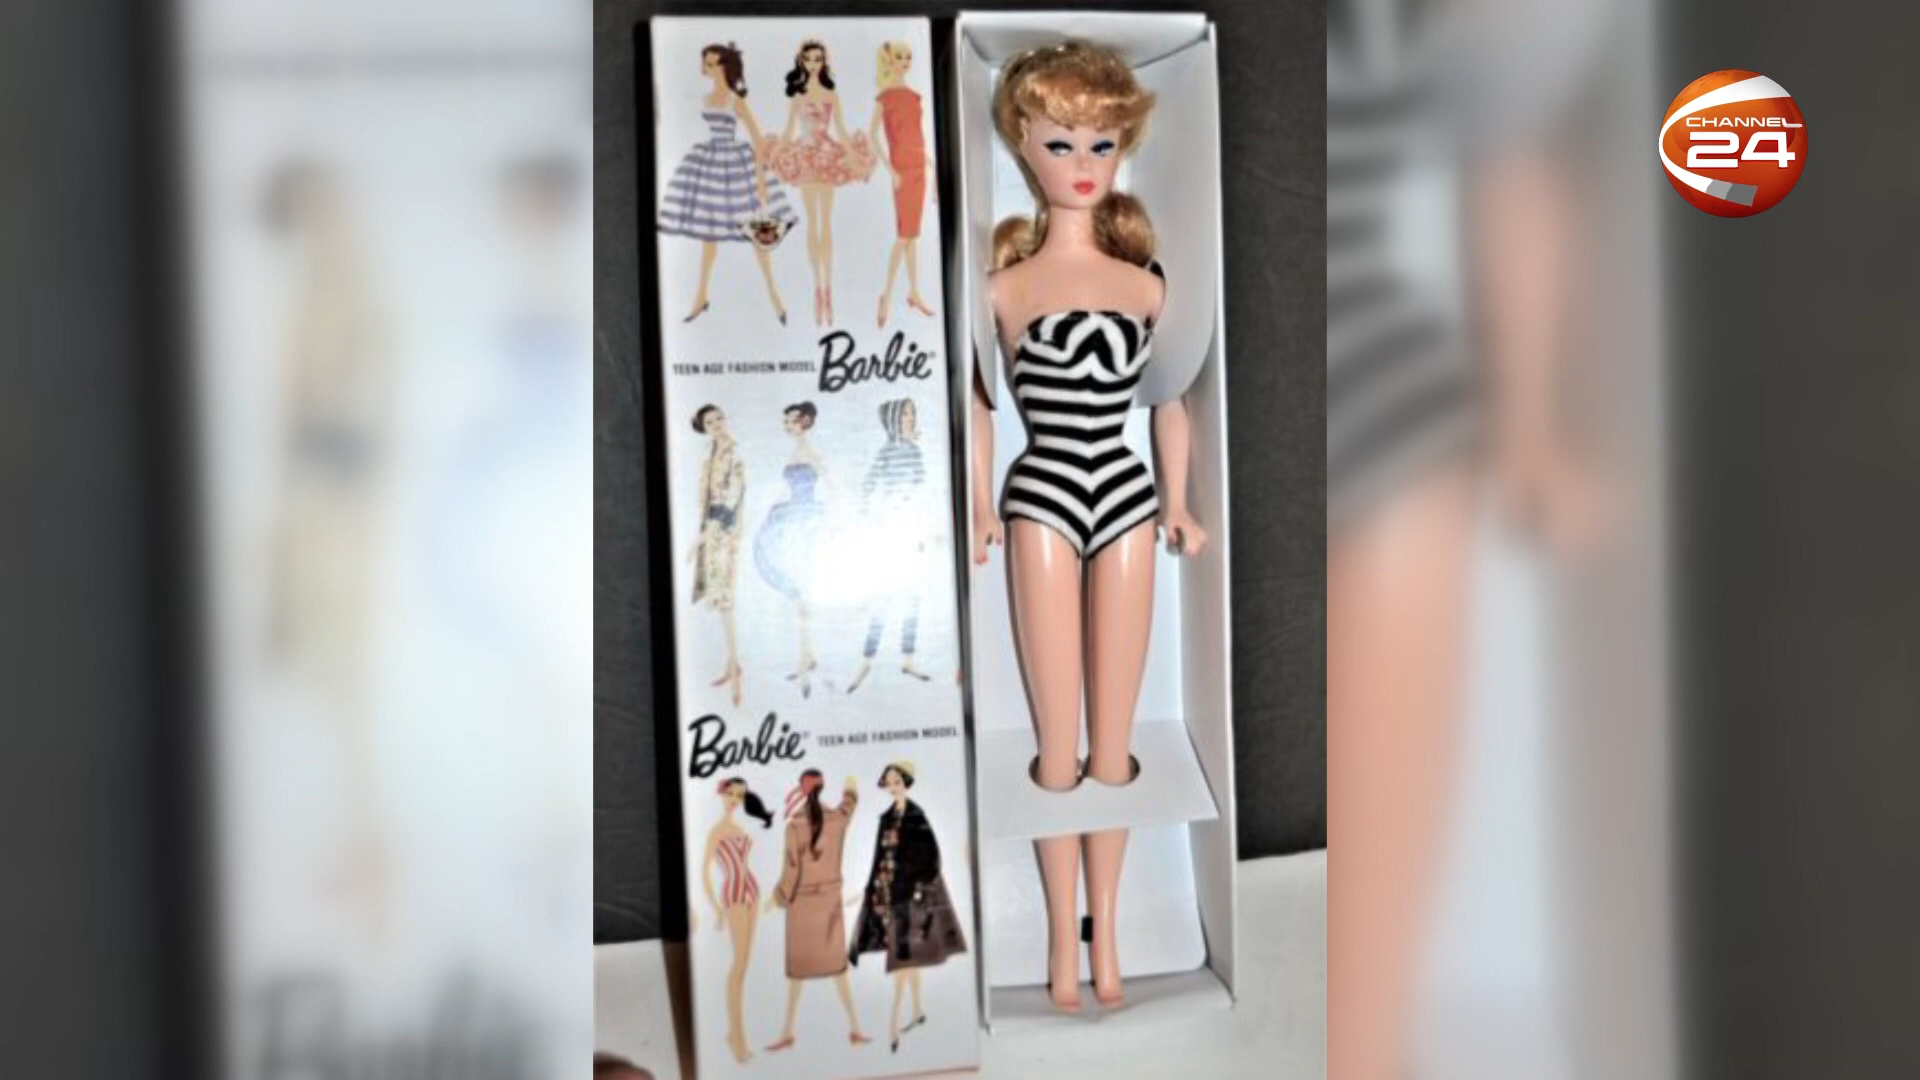 TEEN AGE FASHION MODEL Barbie®
Barbie® TEEN AGE FASHION MODEL
CHANNEL
24